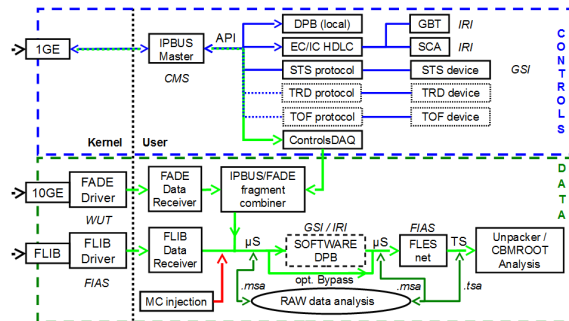 DPB (local)
GBT
IRI
1GE
IPBUS
Master
API
EC/IC HDLC
SCA
IRI
CMS
STS protocol
STS device
GSI
TRD protocol
TRD device
TOF protocol
TOF device
Kernel
User
ControlsDAQ
CONTROLS
10GE
FADE
Driver
FADE
Data
Receiver
IPBUS/FADE
fragment
combiner
DATA
WUT
GSI / IRI
FIAS
FLIB
FLIB
Driver
FLIB
Data
Receiver
µS
SOFTWARE
DPB
µS
FLES
net
TS
Unpacker /
CBMROOT
Analysis
FIAS
opt. Bypass
.msa
.msa
.tsa
MC injection
RAW data analysis